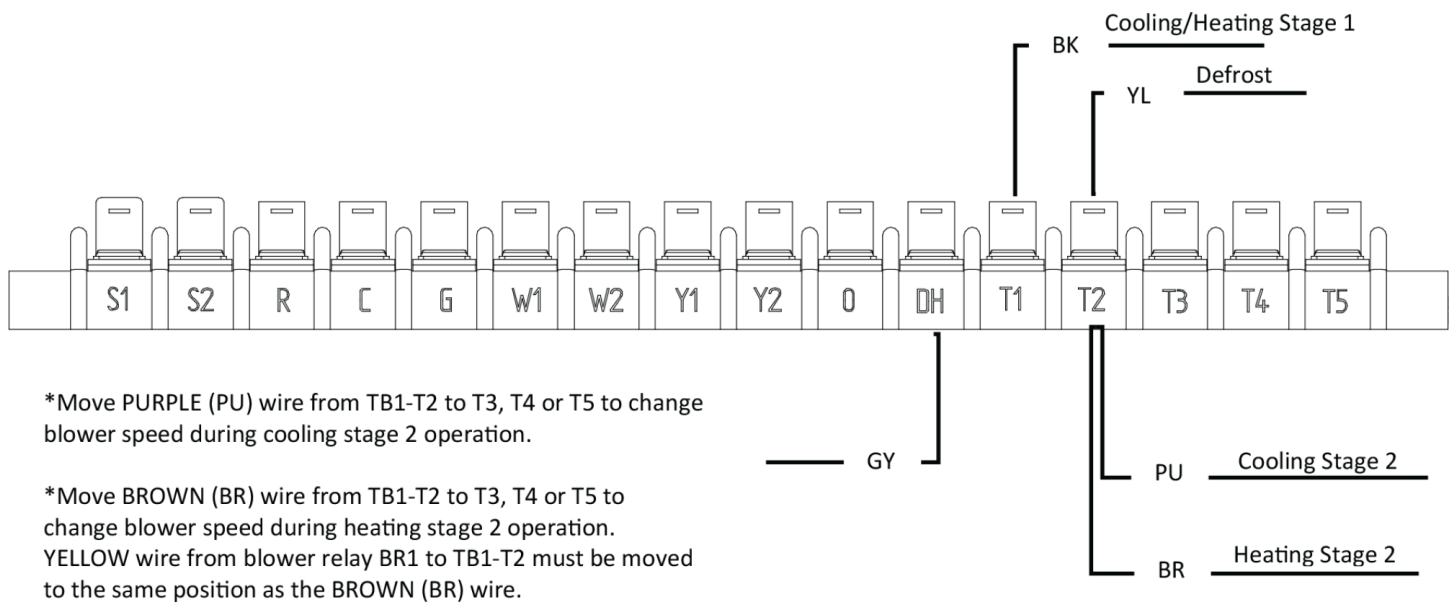 Cooling/Heating Stage 1
BK
Defrost
YL
S1 S2 R C G W1 W2 Y1 Y2 O DH T1 T2 T3 T4 T5
*Move PURPLE (PU) wire from TB1-T2 to T3, T4 or T5 to change
blower speed during cooling stage 2 operation.
GY
PU Cooling Stage 2
*Move BROWN (BR) wire from TB1-T2 to T3, T4 or T5 to
change blower speed during heating stage 2 operation.
YELLOW wire from blower relay BR1 to TB1-T2 must be moved
to the same position as the BROWN (BR) wire.
BR Heating Stage 2